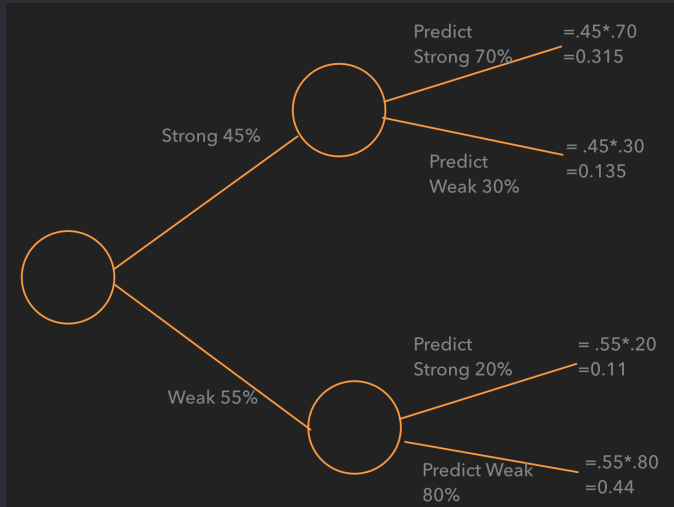 Predict
Strong 70%
=.45*.70
=0.315
Strong 45%
Predict
Weak 30%
= .45*.30
=0.135
Predict
Strong 20%
= .55*.20
=0.11
Weak 55%
Predict Weak
80%
=.55*.80
=0.44